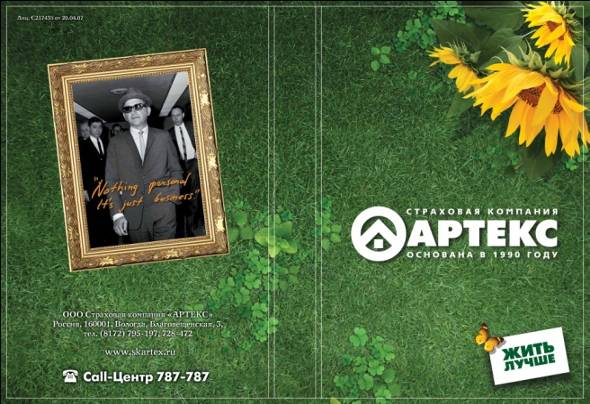 Лиц. С217435 от 20.04.07
"Nothing personal
It's just business."
ООО Страховая компания «АРТЕКС»
Россия, 160001, Вологда, Благовещенская, 3,
тел. (8172) 795-197, 728-472
www.skartex.ru
Call-Центр 787-787
СТРАХОВАЯ КОМПАНИЯ
АРТЕКС
ОСНОВАНА В 1990 ГОДУ
ЖИТЬ
ЛУЧШЕ